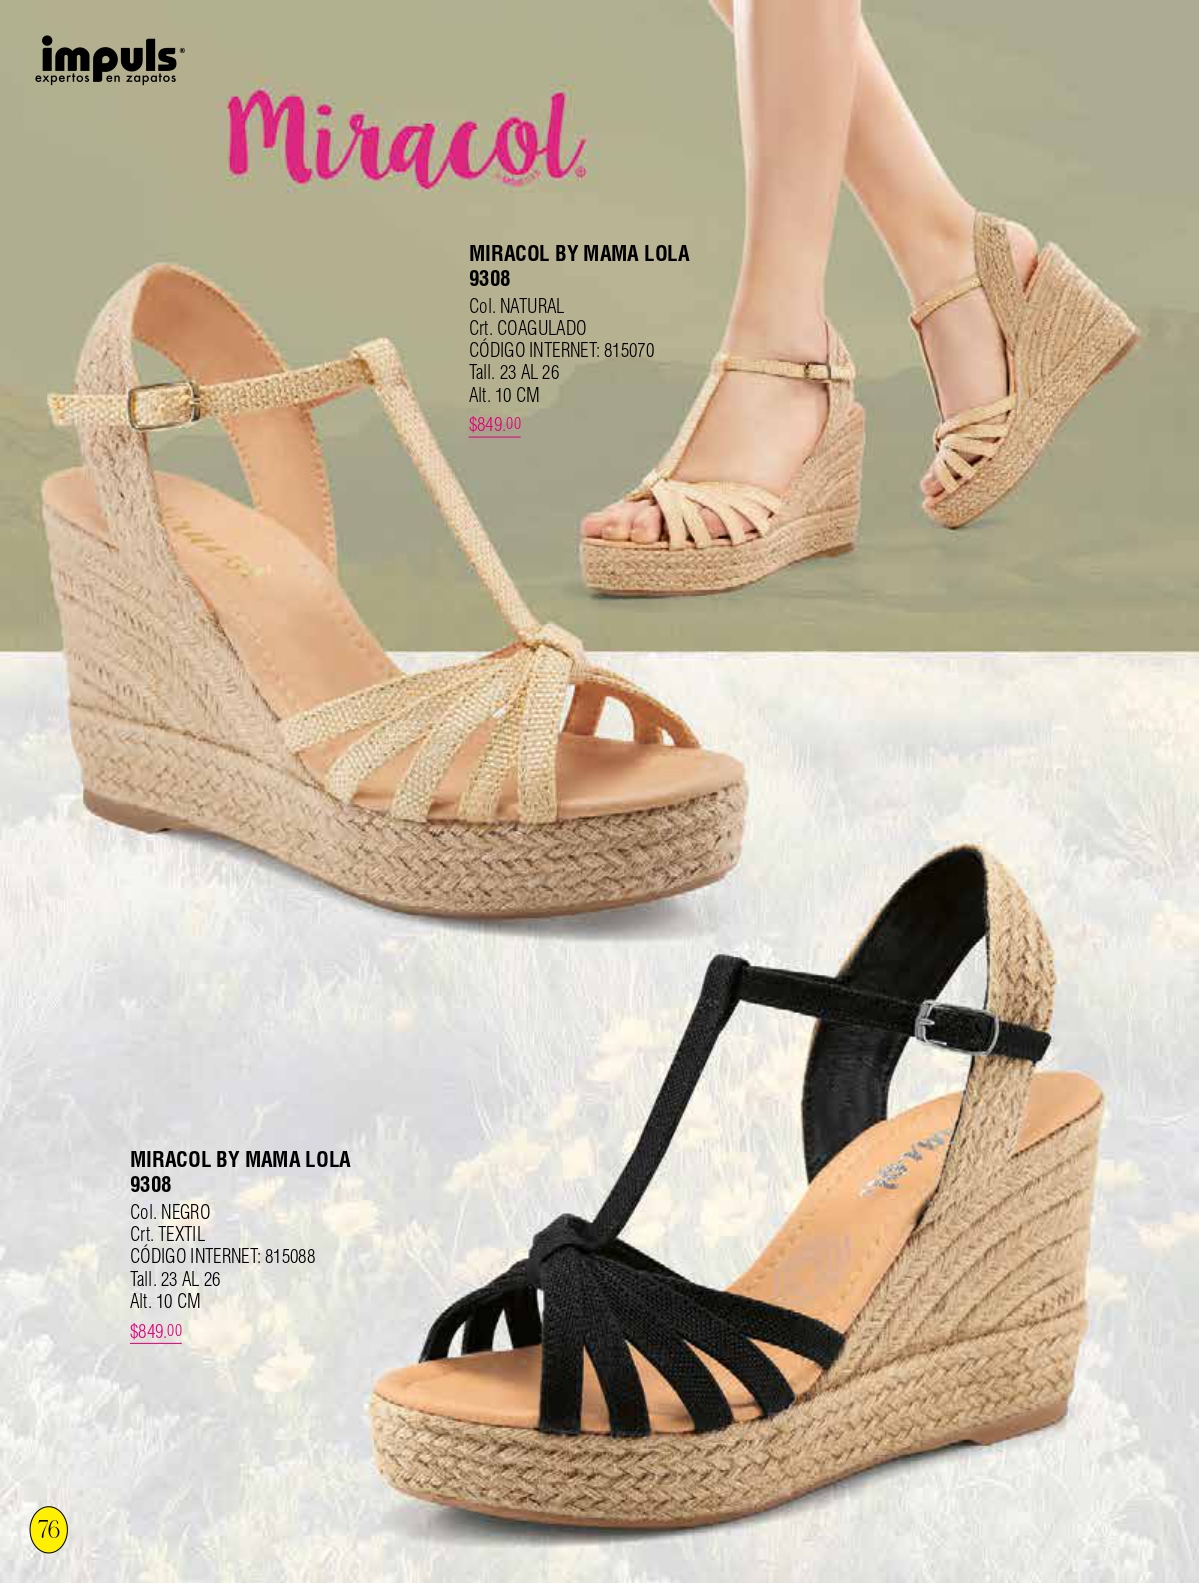 impuls®
expertos en zapatos
Miracol®
MIRACOL BY MAMA LOLA
9308
Col. NATURAL
Crt. COAGULADO
CÓDIGO INTERNET: 815070
Tall. 23 AL 26
Alt. 10 CM
$849.00
MIRACOL BY MAMA LOLA
9308
Col. NEGRO
Crt. TEXTIL
CÓDIGO INTERNET: 815088
Tall. 23 AL 26
Alt. 10 CM
$849.00
76